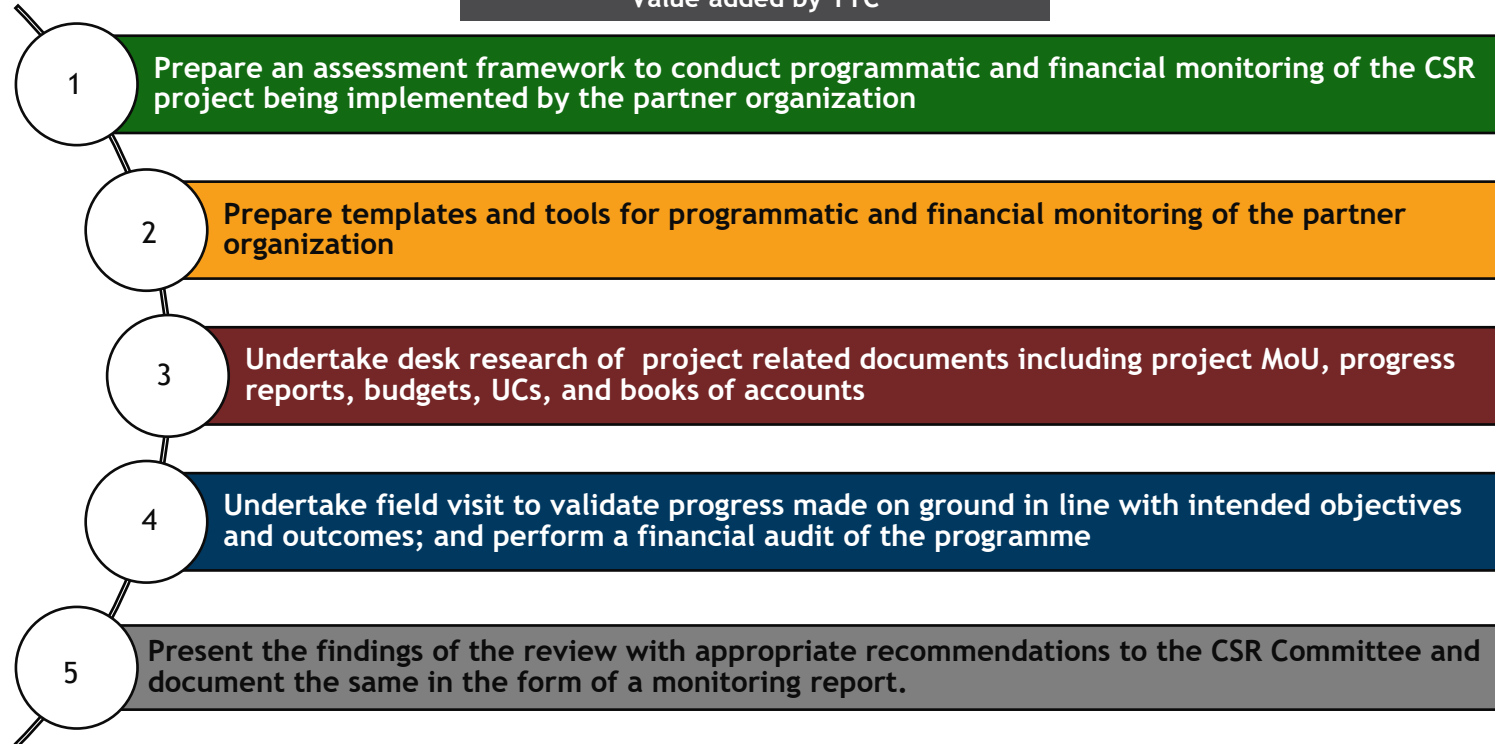 Value added by TTC
1
Prepare an assessment framework to conduct programmatic and financial monitoring of the CSR
project being implemented by the partner organization
2
Prepare templates and tools for programmatic and financial monitoring of the partner
organization
3
Undertake desk research of project related documents including project MoU, progress
reports, budgets, UCs, and books of accounts
4
Undertake field visit to validate progress made on ground in line with intended objectives
and outcomes; and perform a financial audit of the programme
5
Present the findings of the review with appropriate recommendations to the CSR Committee and
document the same in the form of a monitoring report.